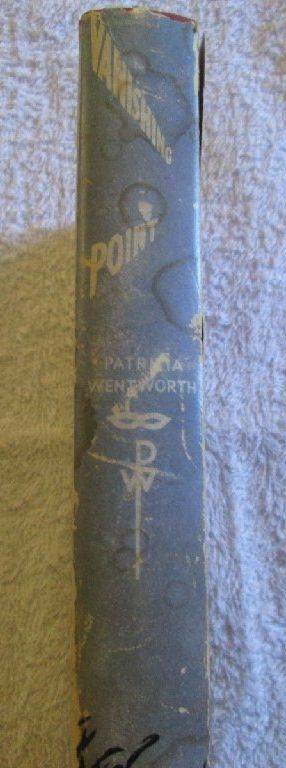 VANISHING
POINT
PATRICIA
WENTWORTH
DW